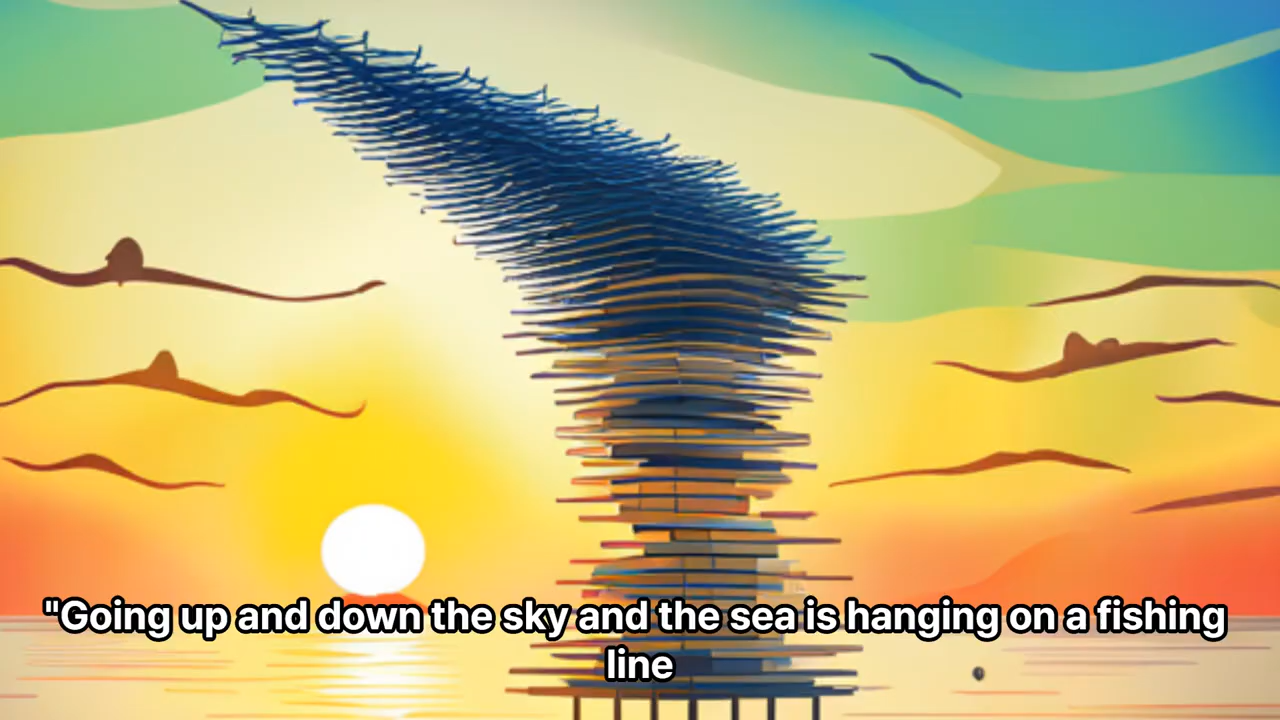 "Going up and down the sky and the sea is hanging on a fishing
line